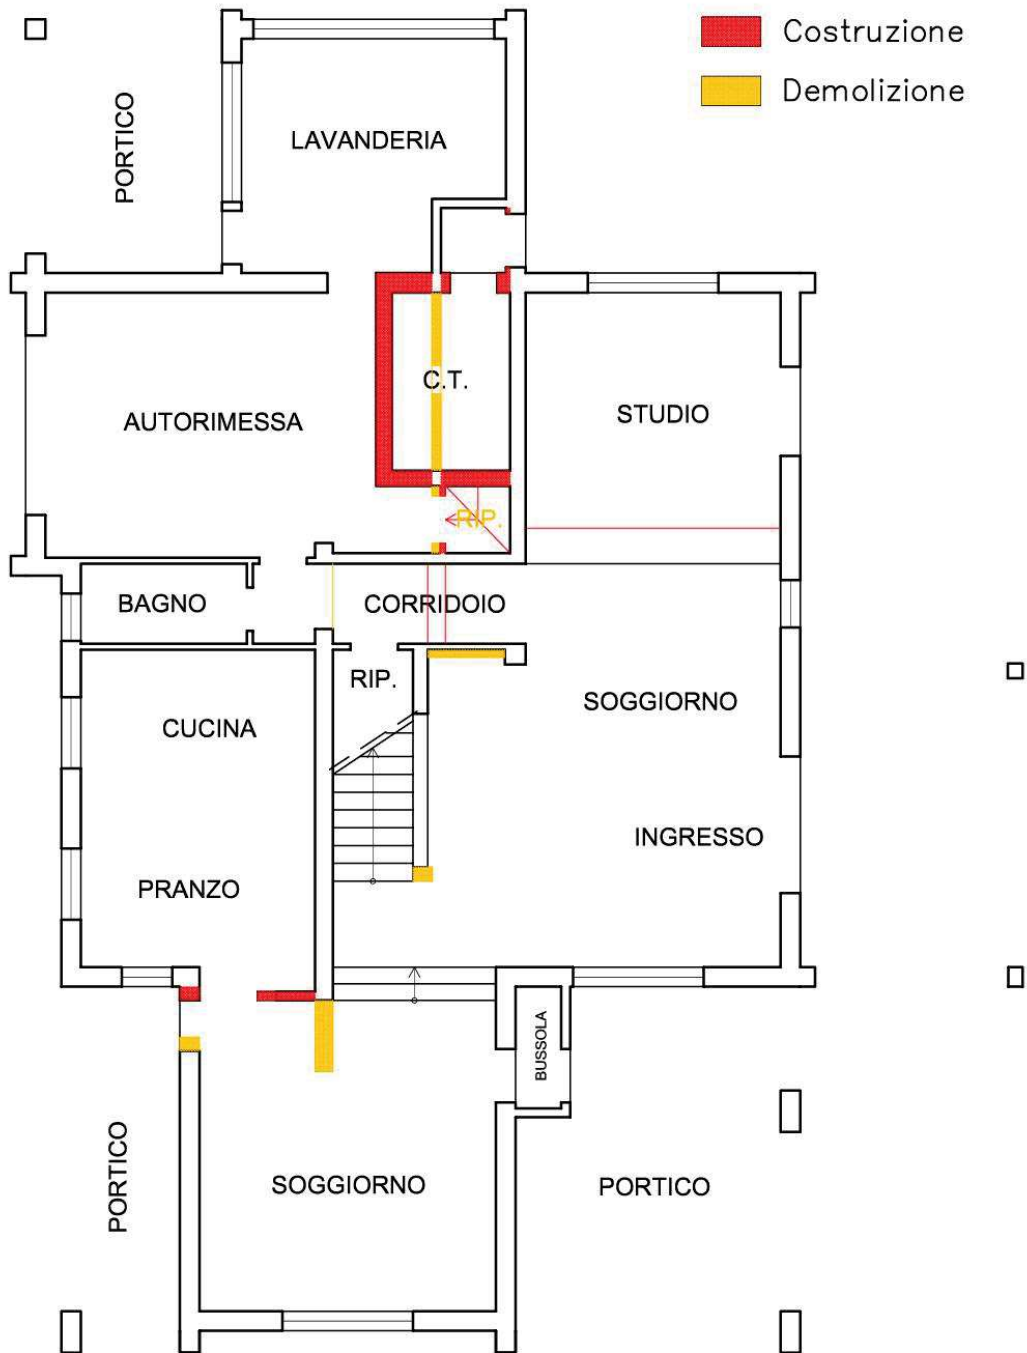 Costruzione
Demolizione
PORTICO
LAVANDERIA
C.T.
STUDIO
AUTORIMESSA
RIP.
BAGNO
CORRIDOIO
RIP.
SOGGIORNO
CUCINA
INGRESSO
PRANZO
BUSSOLA
PORTICO
SOGGIORNO
PORTICO